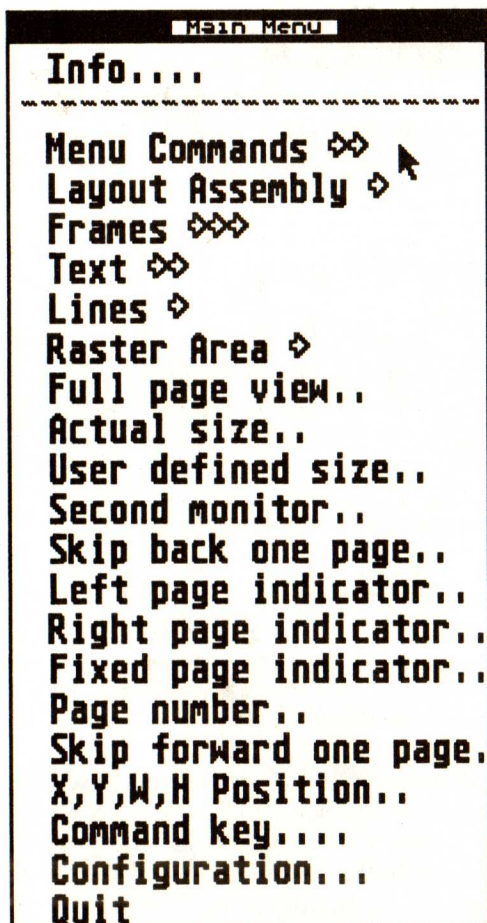 Main Menu
Info....
Menu Commands ➪➪
Layout Assembly ➪
Frames ➪➪➪
Text ➪➪
Lines ➪
Raster Area ➪
Full page view..
Actual size..
User defined size..
Second monitor..
Skip back one page..
Left page indicator..
Right page indicator..
Fixed page indicator..
Page number..
Skip forward one page.
X,Y,W,H Position..
Command key....
Configuration...
Quit